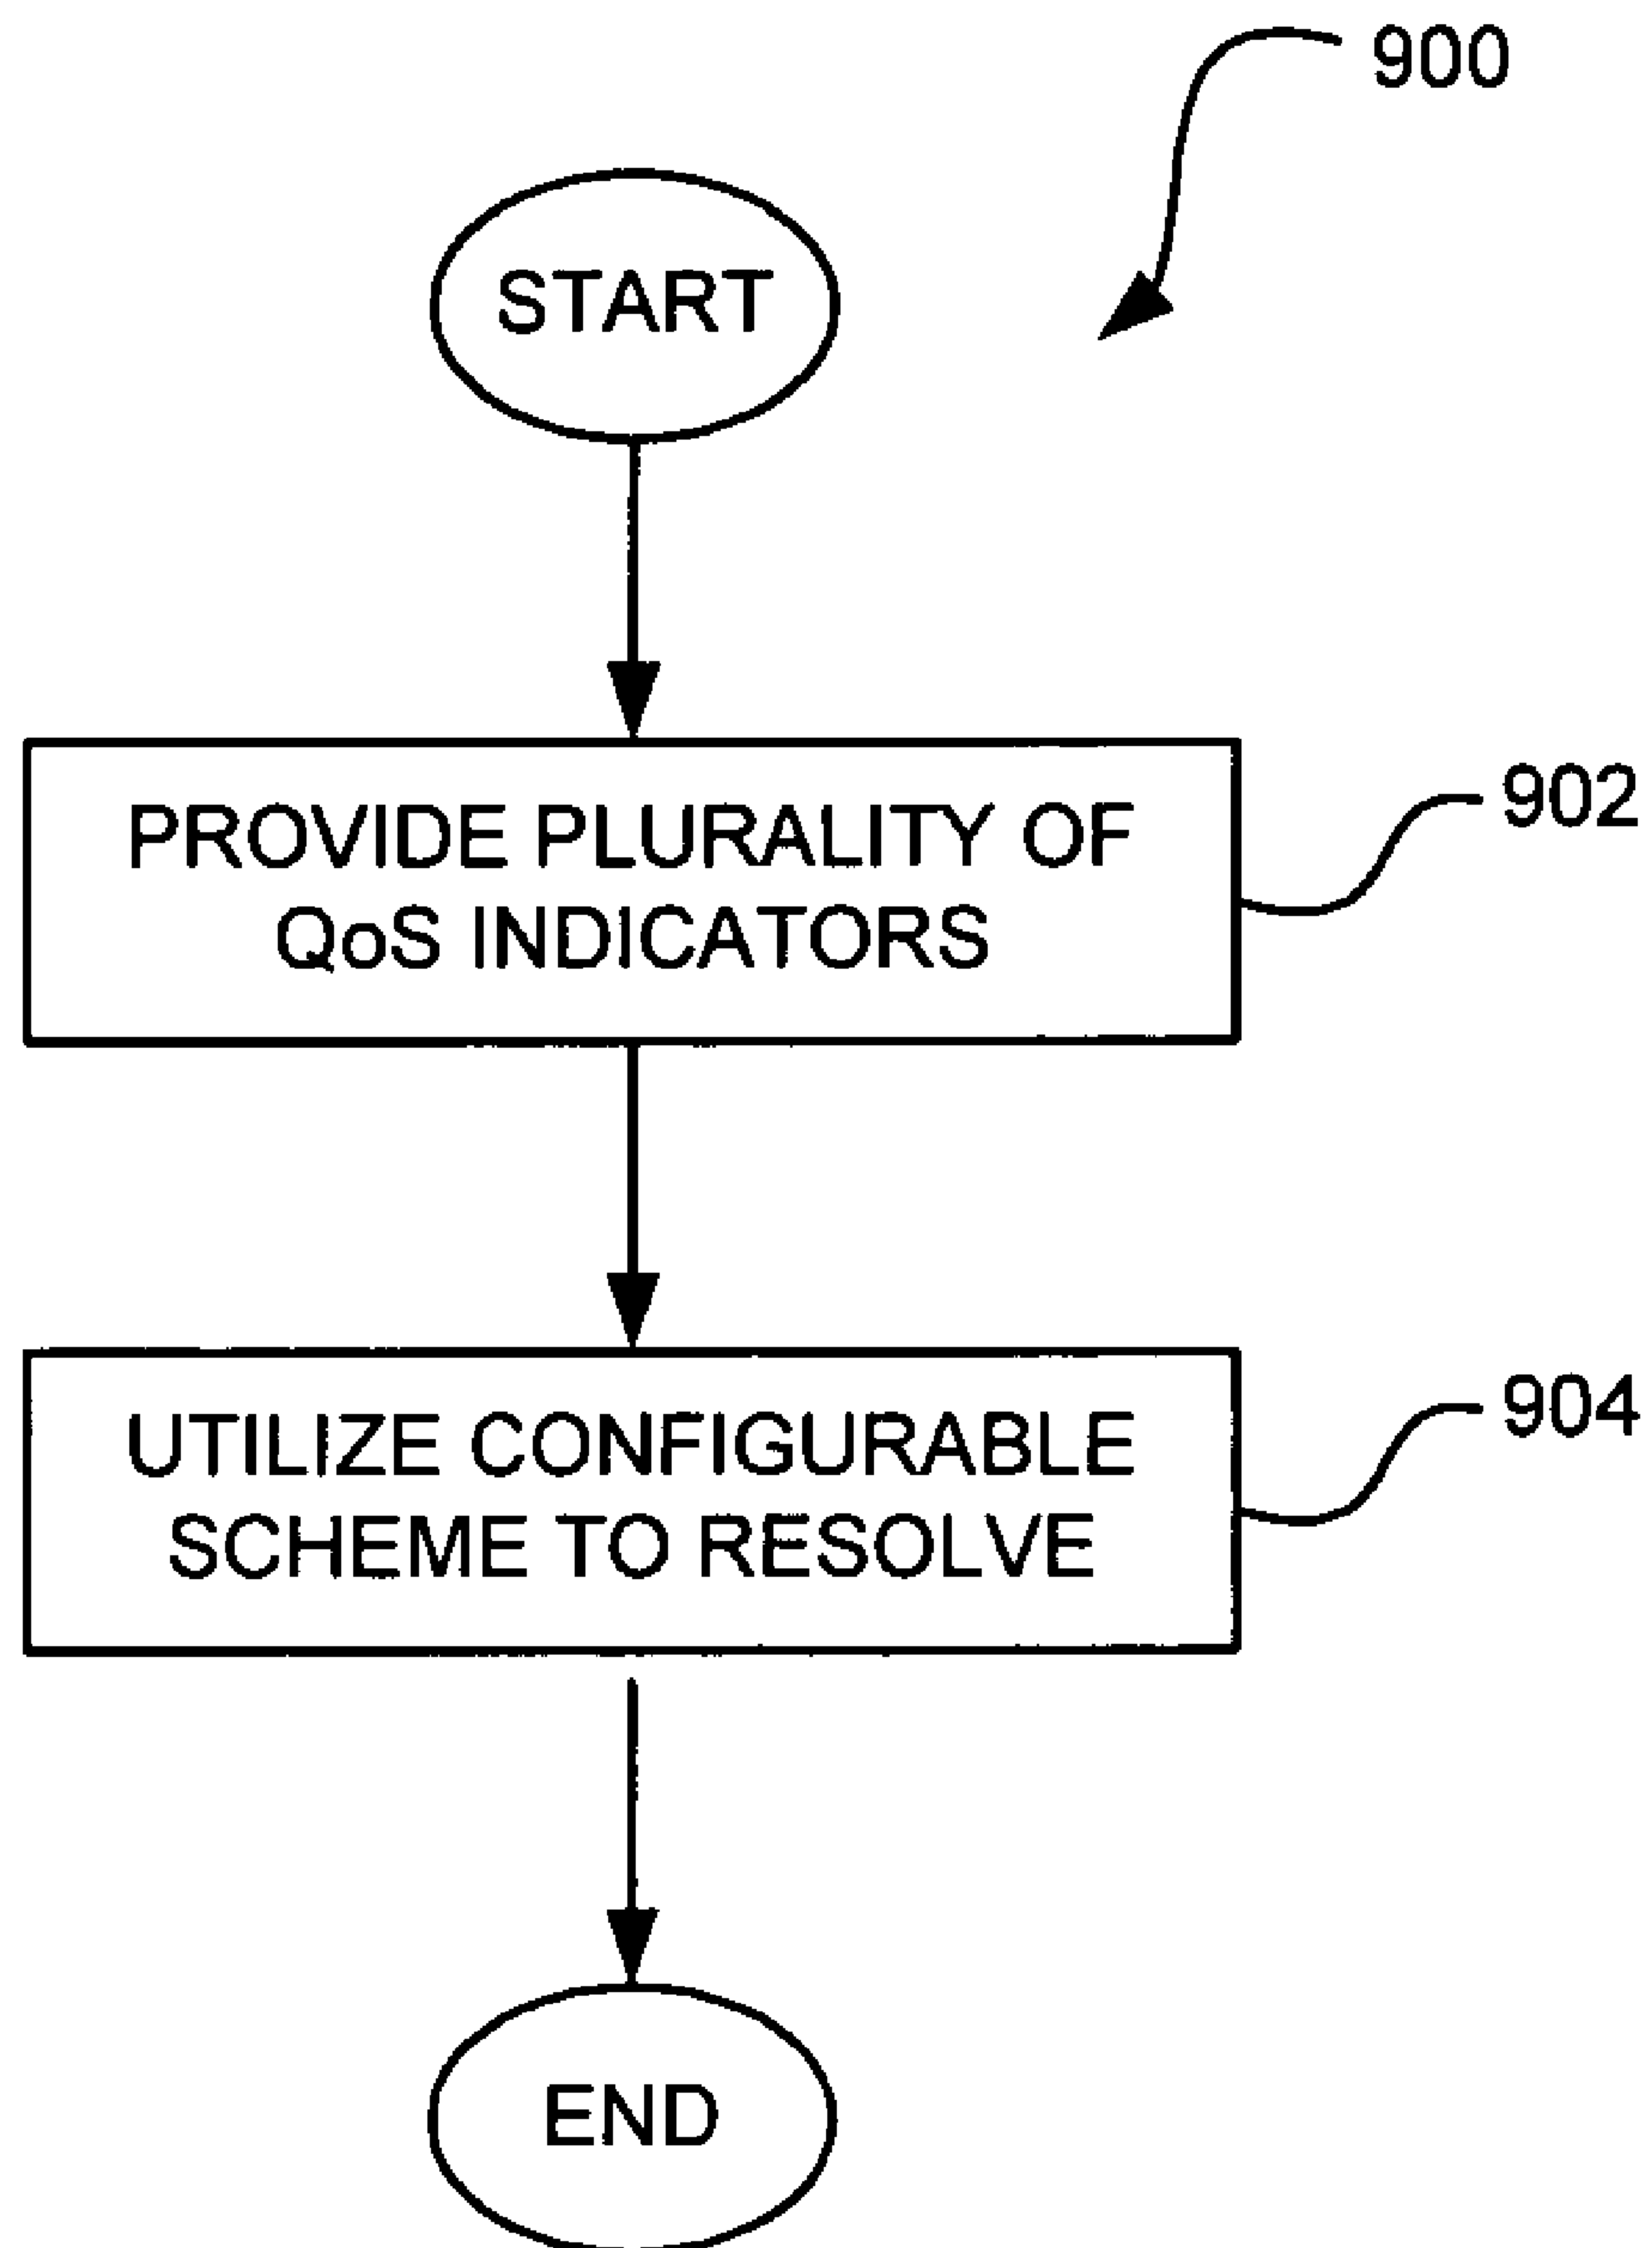 900
START
PROVIDE PLURALITY OF
QoS INDICATORS
902
UTILIZE CONFIGURABLE
SCHEME TO RESOLVE
904
END